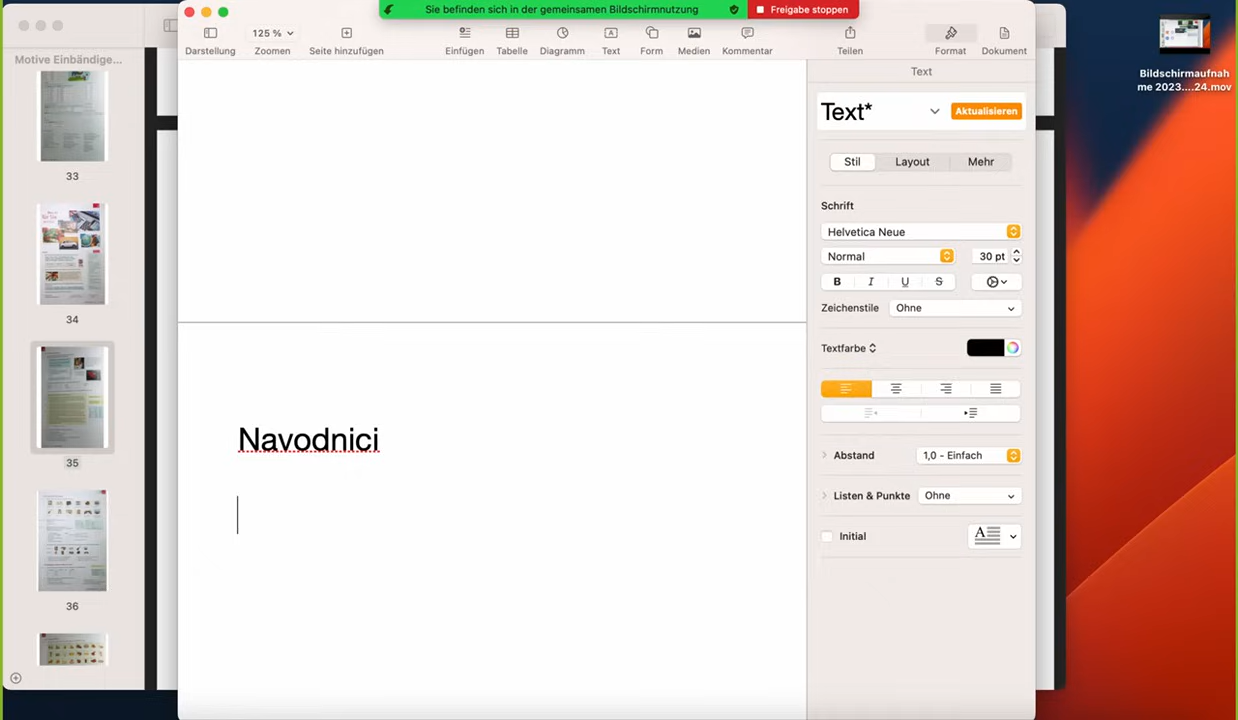 Sie befinden sich in der gemeinsamen Bildschirmnutzung
Freigabe stoppen
125 %
Darstellung
Zoomen
Seite hinzufügen
Einfügen
Tabelle
Diagramm
Text
Form
Medien
Kommentar
Teilen
Format
Dokument
Motive Einbändige...
33
34
35
36
Navodnici
Text
Text*
Aktualisieren
Stil
Layout
Mehr
Schrift
Helvetica Neue
Normal
30 pt
B I U S
Zeichenstile
Ohne
Textfarbe
Abstand
1,0 - Einfach
Listen & Punkte
Ohne
Initial
A
Bildschirmaufnah
me 2023....24.mov